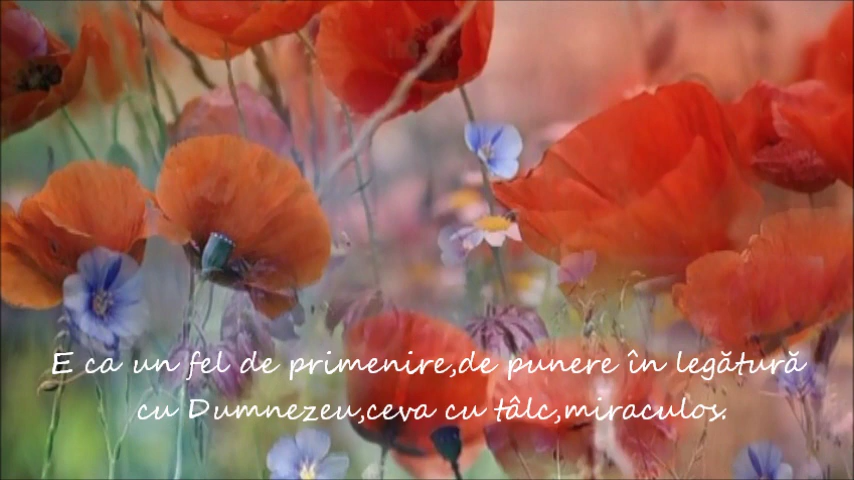 E ca un fel de primenire,de punere în legătură
cu Dumnezeu,ceva cu tâlc,miraculos.